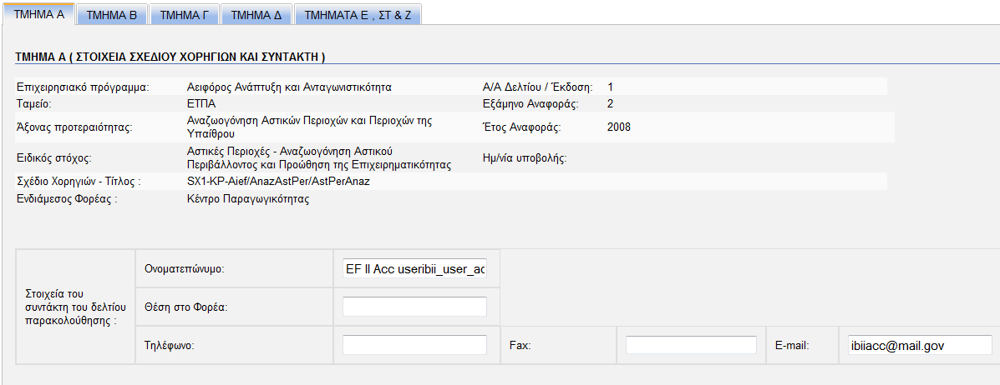 ΤΜΗΜΑ Α ΤΜΗΜΑ Β ΤΜΗΜΑ Γ ΤΜΗΜΑ Δ ΤΜΗΜΑΤΑ Ε , ΣΤ & Ζ
ΤΜΗΜΑ Α ( ΣΤΟΙΧΕΙΑ ΣΧΕΔΙΟΥ ΧΟΡΗΓΙΩΝ ΚΑΙ ΣΥΝΤΑΚΤΗ )
Επιχειρησιακό πρόγραμμα: Αειφόρος Ανάπτυξη και Ανταγωνιστικότητα Α/Α Δελτίου / Έκδοση: 1
Ταμείο: ΕΤΠΑ Εξάμηνο Αναφοράς: 2
Άξονας προτεραιότητας: Αναζωογόνηση Αστικών Περιοχών και Περιοχών της
Υπαίθρου Έτος Αναφοράς: 2008
Ειδικός στόχος: Αστικές Περιοχές - Αναζωογόνηση Αστικού
Περιβάλλοντος και Προώθηση της Επιχειρηματικότητας Ημ/νία υποβολής:
Σχέδιο Χορηγιών - Τίτλος : SX1-KP-Aief/AnazAstPer/AstPerAnaz
Ενδιάμεσος Φορέας : Κέντρο Παραγωγικότητας
Στοιχεία του
συντάκτη του δελτίου
παρακολούθησης :
Ονοματεπώνυμο: EF II Acc useribii_user_ac
Θέση στο Φορέα:
Τηλέφωνο: Fax: E-mail: ibiiacc@mail.gov